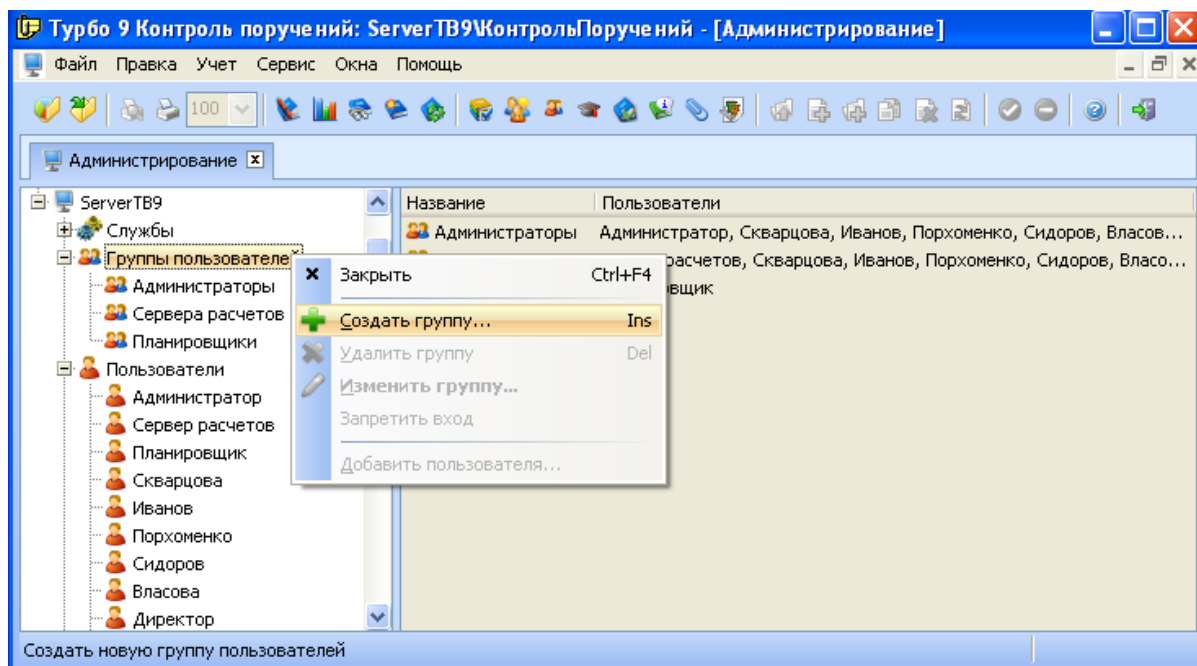 Турбо 9 Контроль поручений: ServerTB9\КонтрольПоручений - [Администрирование]
Файл Правка Учет Сервис Окна Помощь
100
Администрирование
ServerTB9
Службы
Группы пользователе
Администраторы
Сервера расчетов
Планировщики
Пользователи
Администратор
Сервер расчетов
Планировщик
Скварцова
Иванов
Порхоменко
Сидоров
Власова
Директор
Название Пользователи
Администраторы Администратор, Скварцова, Иванов, Порхоменко, Сидоров, Власов...
расчетов, Скварцова, Иванов, Порхоменко, Сидоров, Власо...
вщик
Закрыть Ctrl+F4
Создать группу... Ins
Удалить группу Del
Изменить группу...
Запретить вход
Добавить пользователя...
Создать новую группу пользователей